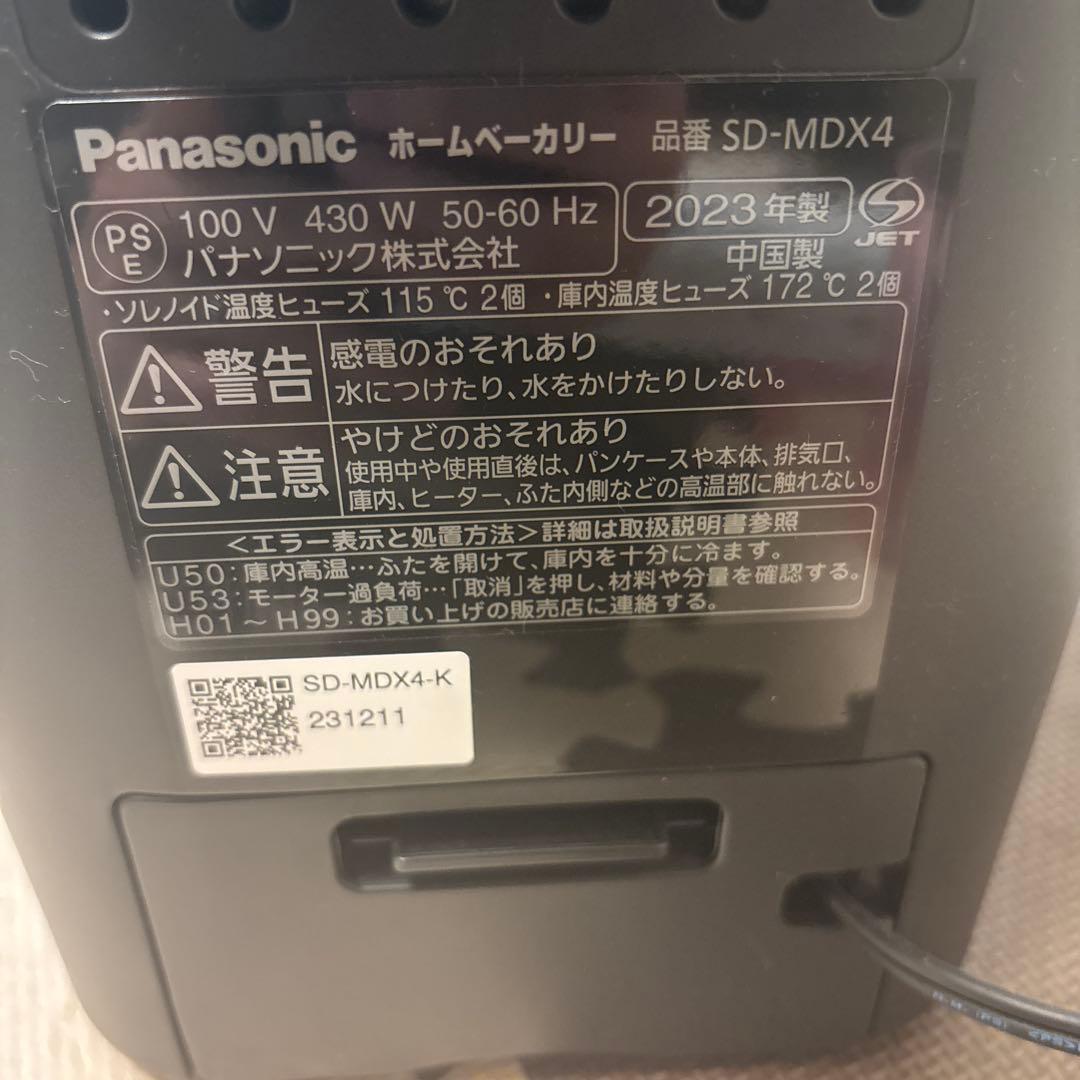 Panasonic ホームベーカリー 品番 SD-MDX4
PSE 100 V 430 W 50-60 Hz 2023年製 JET
パナソニック株式会社 中国製
・ソレノイド温度ヒューズ 115 ℃ 2個 ・庫内温度ヒューズ 172 ℃ 2個
警告 感電のおそれあり
水につけたり、水をかけたりしない。
注意 やけどのおそれあり
使用中や使用直後は、パンケースや本体、排気口、
庫内、ヒーター、ふた内側などの高温部に触れない。
<エラー表示と処置方法>詳細は取扱説明書参照
U50:庫内高温…ふたを開けて、庫内を十分に冷ます。
U53:モーター過負荷…「取消」を押し、材料や分量を確認する。
H01～H99:お買い上げの販売店に連絡する。
SD-MDX4-K
231211